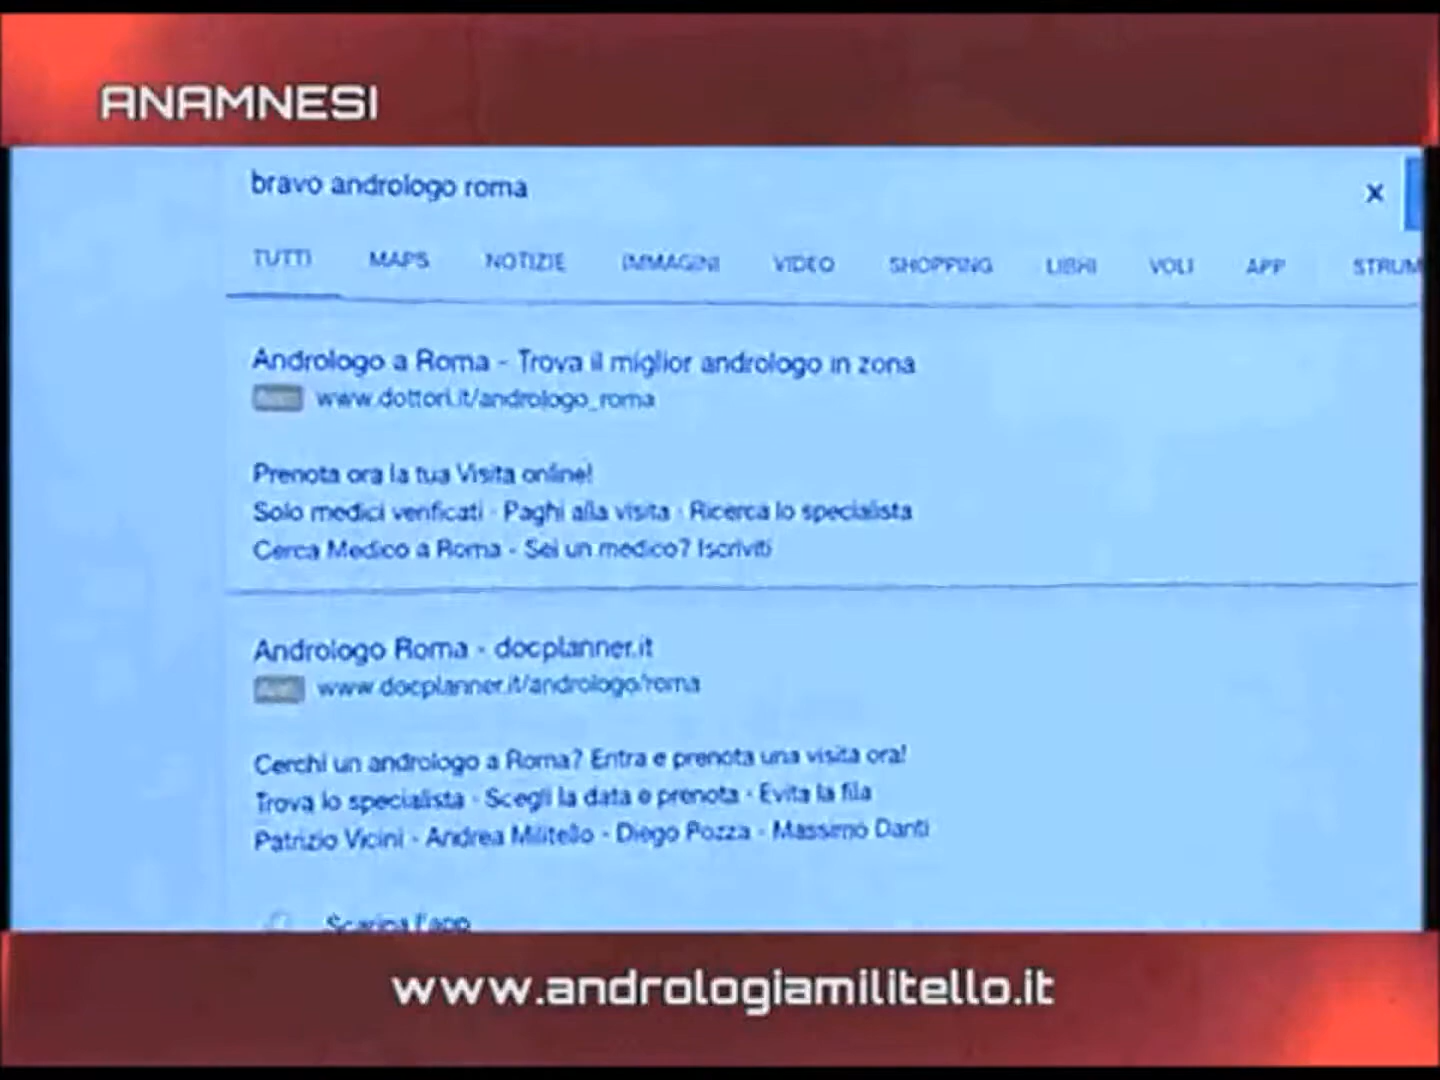 ANAMNESI
bravo andrologo roma
x
TUTTI MAPS NOTIZIE IMMAGINI VIDEO SHOPPING LIBRI VOLI APP STRUM
Andrologo a Roma - Trova il miglior andrologo in zona
www.dottori.it/andrologo_roma
Prenota ora la tua Visita online!
Solo medici verificati · Paghi alla visita · Ricerca lo specialista
Cerca Medico a Roma - Sei un medico? Iscriviti
Andrologo Roma - docplanner.it
www.docplanner.it/andrologo/roma
Cerchi un andrologo a Roma? Entra e prenota una visita ora!
Trova lo specialista · Scegli la data e prenota · Evita la fila
Patrizio Vicini - Andrea Militello - Diego Pozza - Massimo Danti
Scarica l'app
www.andrologiamilitello.it